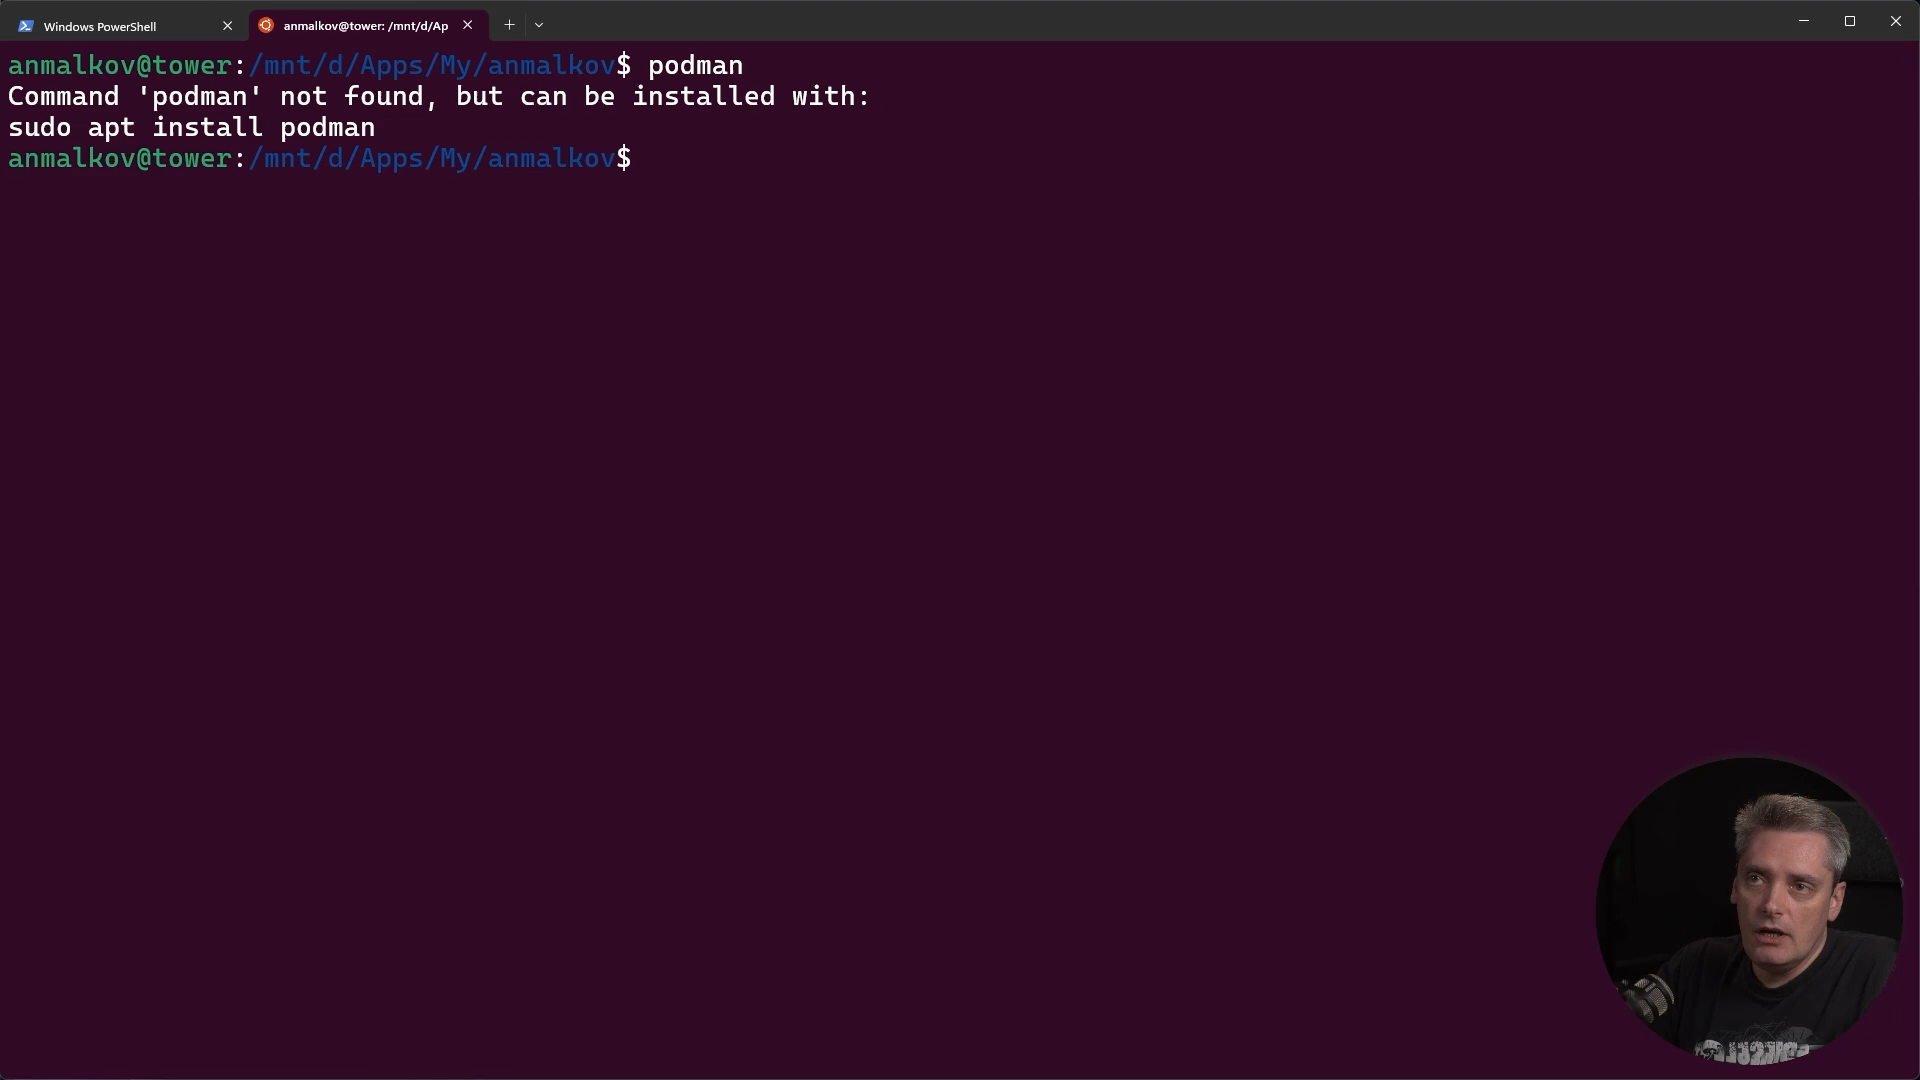 Windows PowerShell
anmalkov@tower: /mnt/d/Ap
anmalkov@tower:/mnt/d/Apps/My/anmalkov$ podman
Command 'podman' not found, but can be installed with:
sudo apt install podman
anmalkov@tower:/mnt/d/Apps/My/anmalkov$